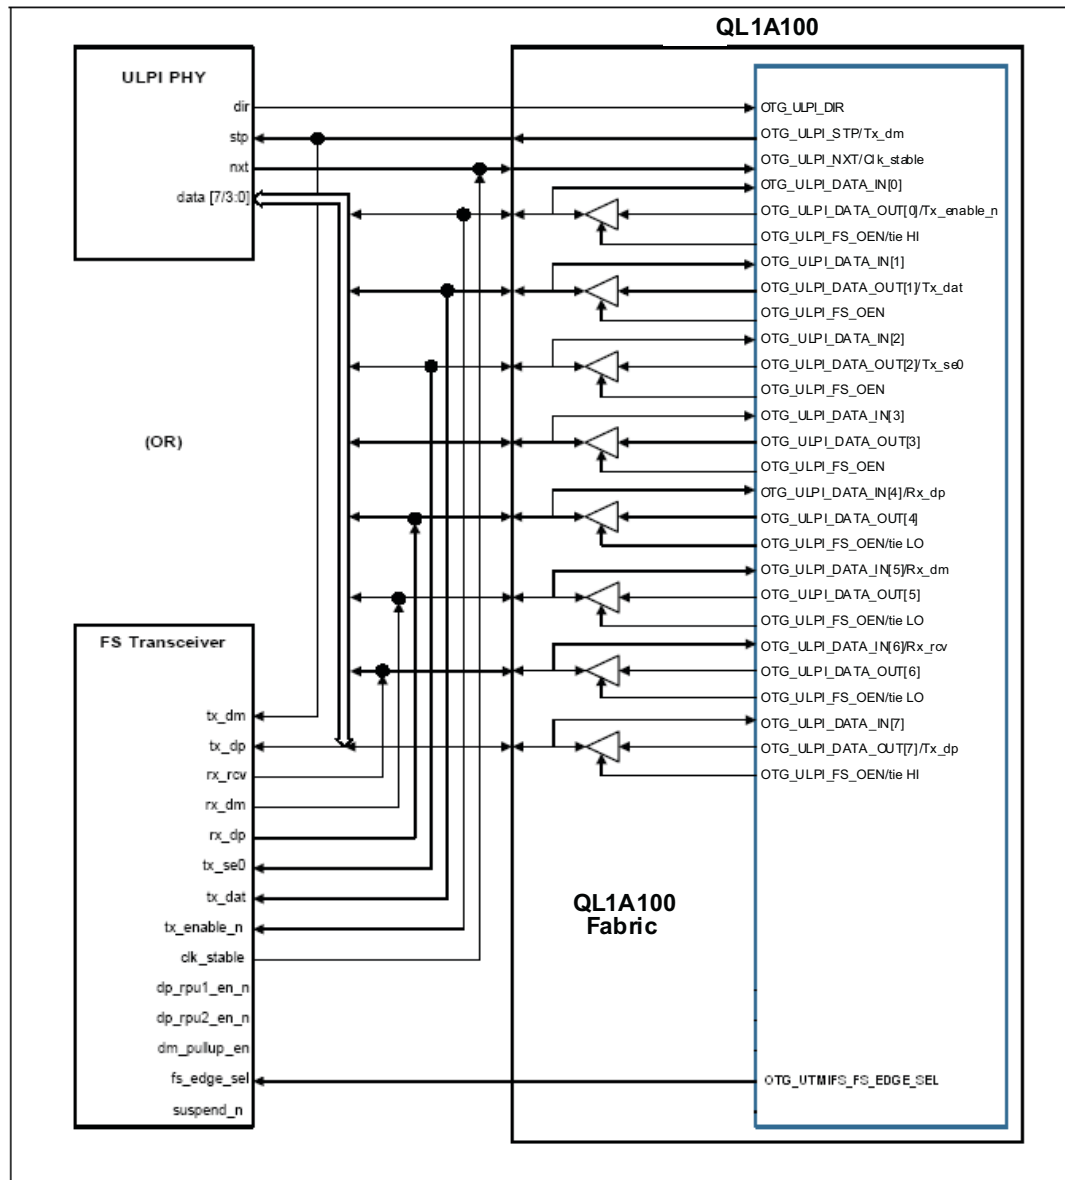 QL1A100
ULPI PHY
dir
stp
nxt
data [7/3:0]
OTG_ULPI_DIR
OTG_ULPI_STP/Tx_dm
OTG_ULPI_NXT/Clk_stable
OTG_ULPI_DATA_IN[0]
OTG_ULPI_DATA_OUT[0]/Tx_enable_n
OTG_ULPI_FS_OEN/tie HI
OTG_ULPI_DATA_IN[1]
OTG_ULPI_DATA_OUT[1]/Tx_dat
OTG_ULPI_FS_OEN
OTG_ULPI_DATA_IN[2]
OTG_ULPI_DATA_OUT[2]/Tx_se0
OTG_ULPI_FS_OEN
OTG_ULPI_DATA_IN[3]
OTG_ULPI_DATA_OUT[3]
OTG_ULPI_FS_OEN
OTG_ULPI_DATA_IN[4]/Rx_dp
OTG_ULPI_DATA_OUT[4]
OTG_ULPI_FS_OEN/tie LO
OTG_ULPI_DATA_IN[5]/Rx_dm
OTG_ULPI_DATA_OUT[5]
OTG_ULPI_FS_OEN/tie LO
OTG_ULPI_DATA_IN[6]/Rx_rcv
OTG_ULPI_DATA_OUT[6]
OTG_ULPI_FS_OEN/tie LO
OTG_ULPI_DATA_IN[7]
OTG_ULPI_DATA_OUT[7]/Tx_dp
OTG_ULPI_FS_OEN/tie HI
(OR)
FS Transceiver
tx_dm
tx_dp
rx_rcv
rx_dm
rx_dp
tx_se0
tx_dat
tx_enable_n
clk_stable
dp_rpu1_en_n
dp_rpu2_en_n
dm_pullup_en
fs_edge_sel
suspend_n
QL1A100
Fabric
OTG_UTMIFS_FS_EDGE_SEL